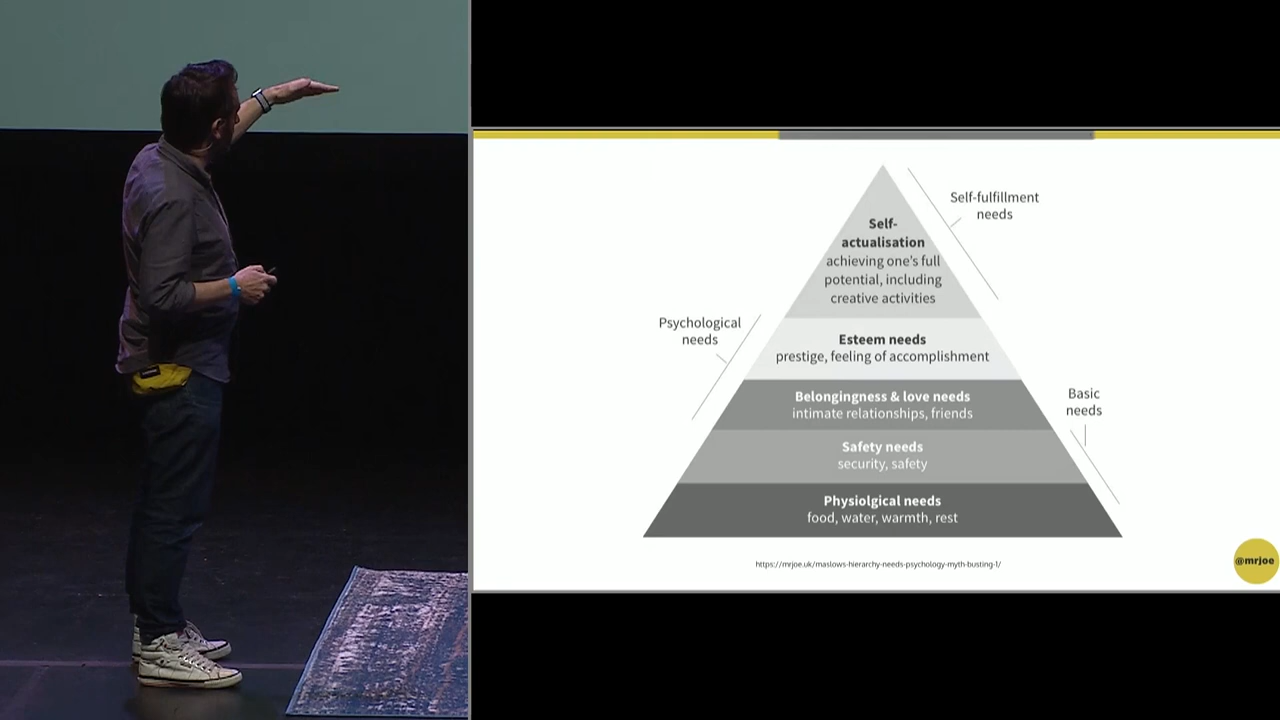 Self-fulfillment
needs
Self-
actualisation
achieving one's full
potential, including
creative activities
Psychological
needs
Esteem needs
prestige, feeling of accomplishment
Belongingness & love needs
intimate relationships, friends
Basic
needs
Safety needs
security, safety
Physiolgical needs
food, water, warmth, rest
https://mrjoe.uk/maslows-hierarchy-needs-psychology-myth-busting-1/
@mrjoe